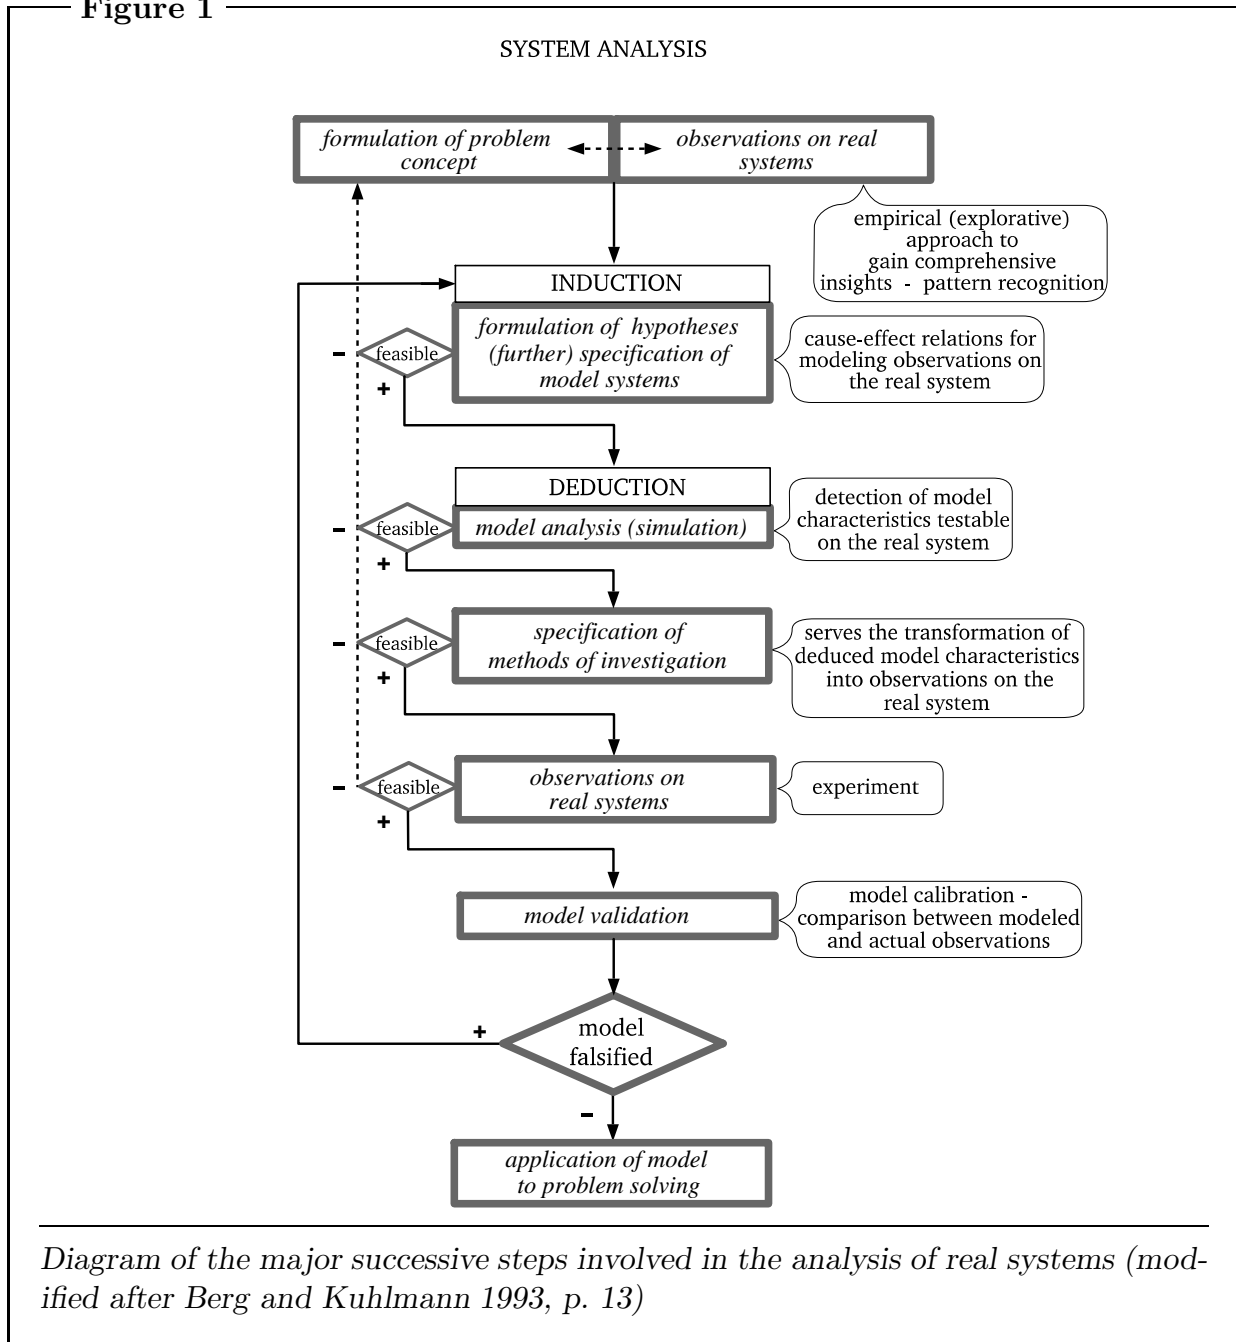 Figure 1
SYSTEM ANALYSIS
formulation of problem
concept
observations on real
systems
empirical (explorative)
approach to
gain comprehensive
insights - pattern recognition
INDUCTION
formulation of hypotheses
(further) specification of
model systems
feasible
-
+
cause-effect relations for
modeling observations on
the real system
DEDUCTION
model analysis (simulation)
feasible
-
+
detection of model
characteristics testable
on the real system
specification of
methods of investigation
feasible
-
+
serves the transformation of
deduced model characteristics
into observations on the
real system
observations on
real systems
feasible
-
+
experiment
model validation
model calibration -
comparison between modeled
and actual observations
model
falsified
+
-
application of model
to problem solving
Diagram of the major successive steps involved in the analysis of real systems (mod-
ified after Berg and Kuhlmann 1993, p. 13)